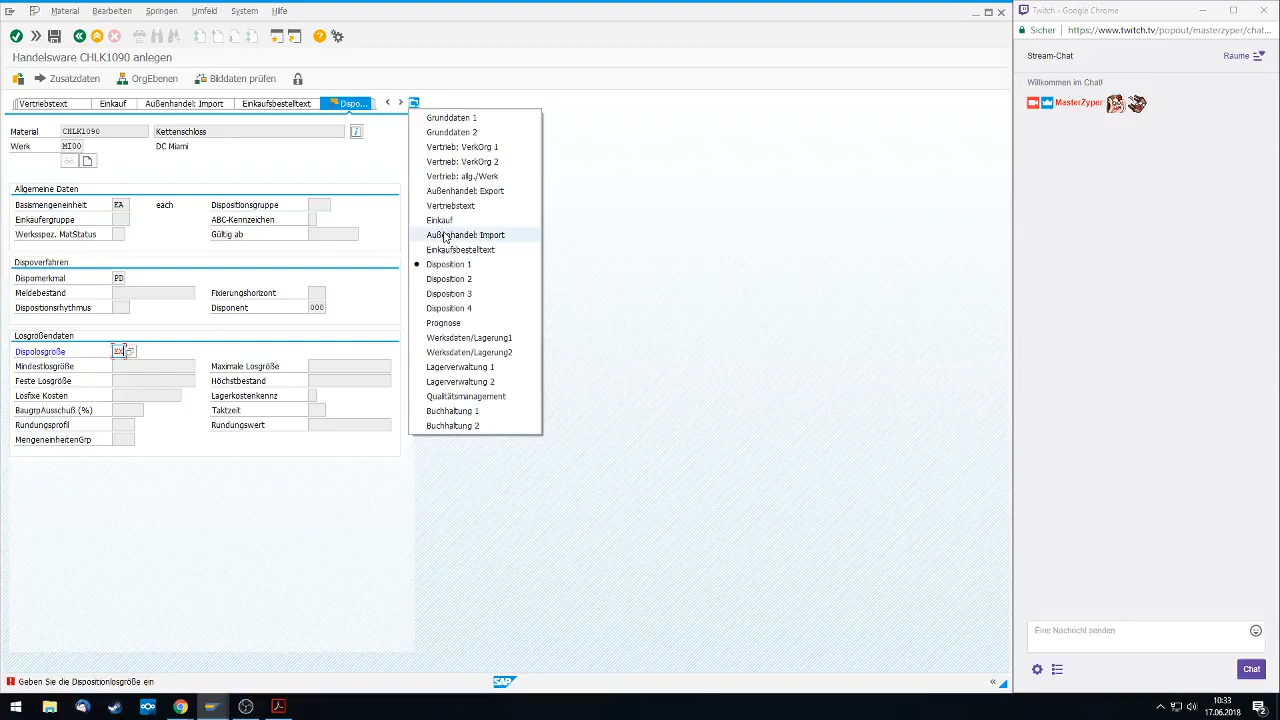 Material Bearbeiten Springen Umfeld System Hilfe
Handelsware CHLK1090 anlegen
Zusatzdaten OrgEbenen Bilddaten prüfen
Vertriebstext Einkauf Außenhandel: Import Einkaufsbestelltext Dispo...
Material CHLK1090 Kettenschloss
Werk MI00 DC Miami
Allgemeine Daten
Basismengeneinheit EA each Dispositionsgruppe
Einkäufergruppe ABC-Kennzeichen
Werksspez. MatStatus Gültig ab
Dispoverfahren
Dispomerkmal PD
Meldebestand Fixierungshorizont
Dispositionsrhythmus Disponent 000
Losgrößendaten
Dispolosgroße EX
Mindestlosgröße Maximale Losgröße
Feste Losgröße Höchstbestand
Losfixe Kosten Lagerkostenkennz
BaugrpAusschuß (%) Taktzeit
Rundungsprofil Rundungswert
MengeneinheitenGrp
Grunddaten 1
Grunddaten 2
Vertrieb: VerkOrg 1
Vertrieb: VerkOrg 2
Vertrieb: allg./Werk
Außenhandel: Export
Vertriebstext
Einkauf
Außenhandel: Import
Einkaufsbestelltext
Disposition 1
Disposition 2
Disposition 3
Disposition 4
Prognose
Werksdaten/Lagerung1
Werksdaten/Lagerung2
Lagerverwaltung 1
Lagerverwaltung 2
Qualitätsmanagement
Buchhaltung 1
Buchhaltung 2
Geben Sie die Dispositionlosgröße ein
SAP
Twitch - Google Chrome
Sicher https://www.twitch.tv/popout/masterzyper/chat...
Stream-Chat Räume
Willkommen im Chat!
MasterZyper:
Eine Nachricht senden
Chat
10:33
17.06.2018
2